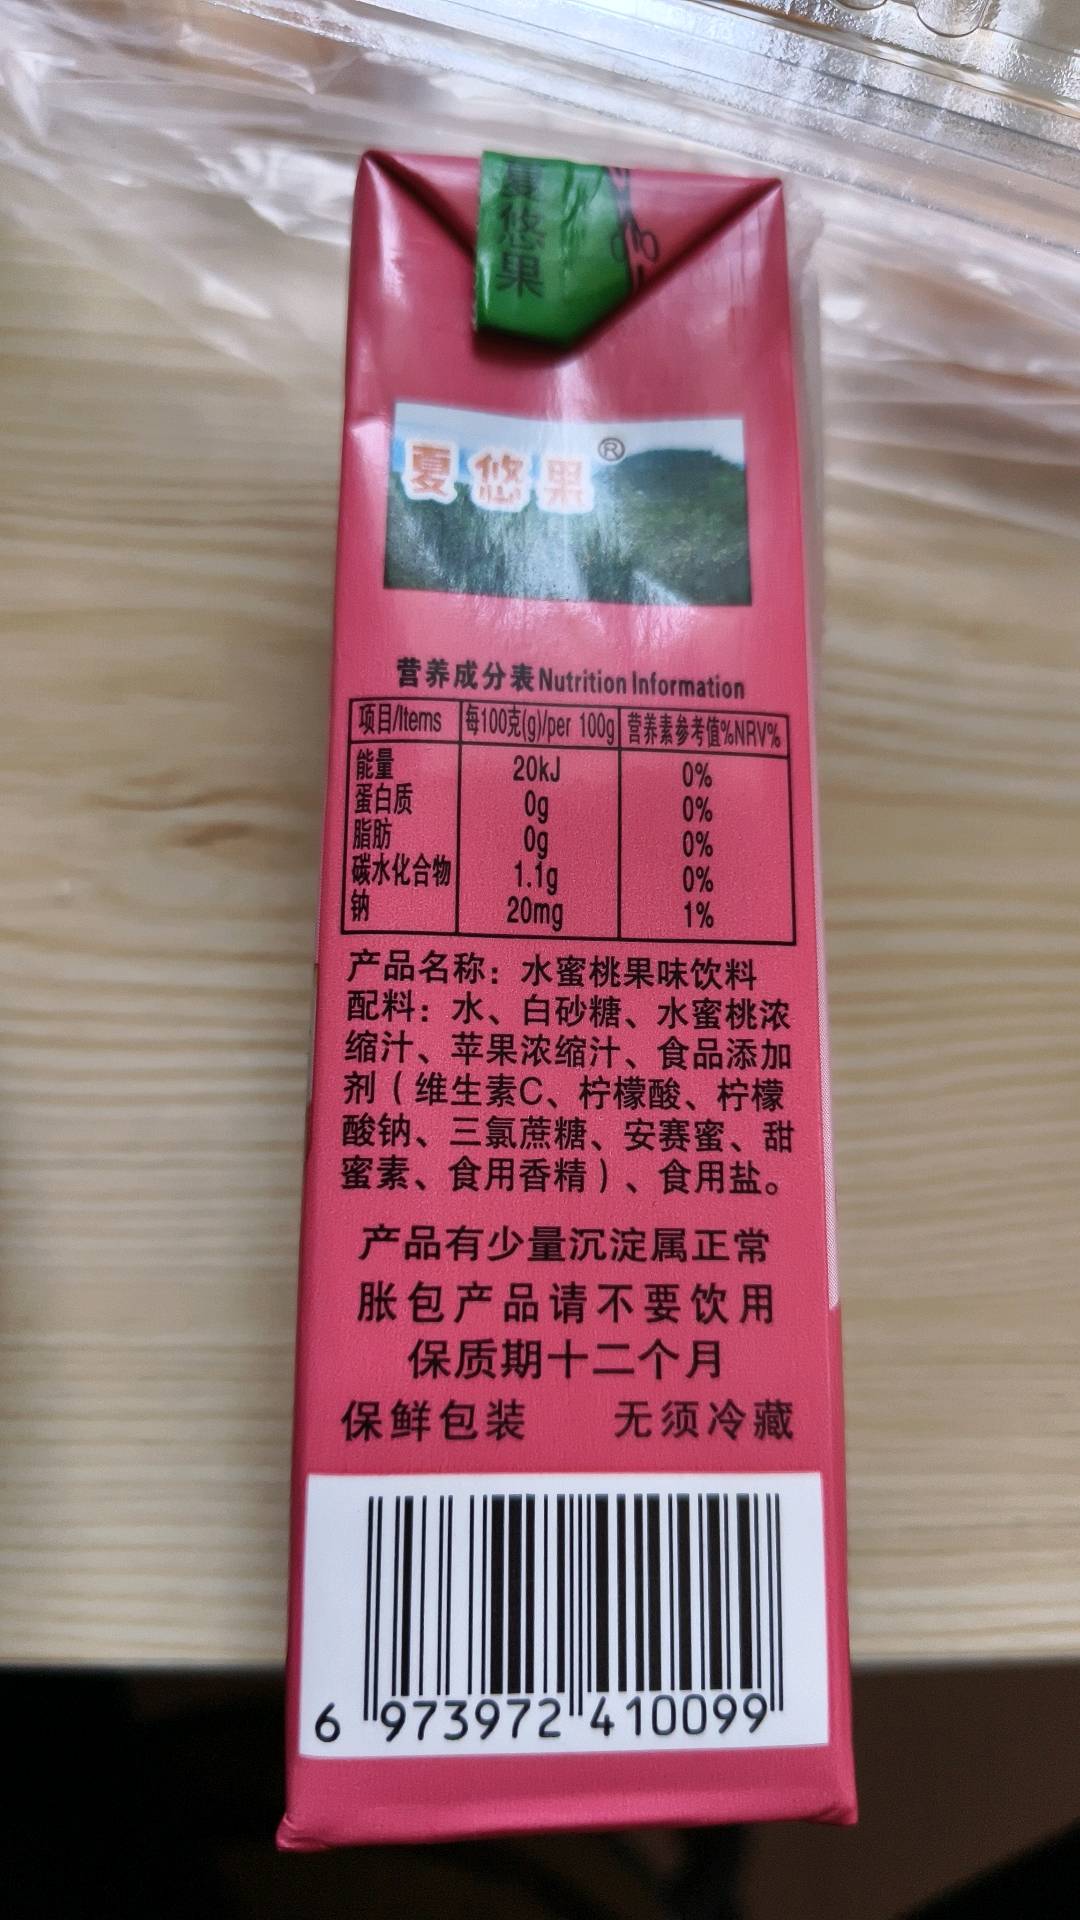 夏悠果
夏悠果®
营养成分表Nutrition Information
项目/Items 每100克(g)/per 100g 营养素参考值%NRV%
能量 20kJ 0%
蛋白质 0g 0%
脂肪 0g 0%
碳水化合物 1.1g 0%
钠 20mg 1%
产品名称：水蜜桃果味饮料
配料：水、白砂糖、水蜜桃浓
缩汁、苹果浓缩汁、食品添加
剂（维生素C、柠檬酸、柠檬
酸钠、三氯蔗糖、安赛蜜、甜
蜜素、食用香精）、食用盐。
产品有少量沉淀属正常
胀包产品请不要饮用
保质期十二个月
保鲜包装 无须冷藏
6 973972 410099